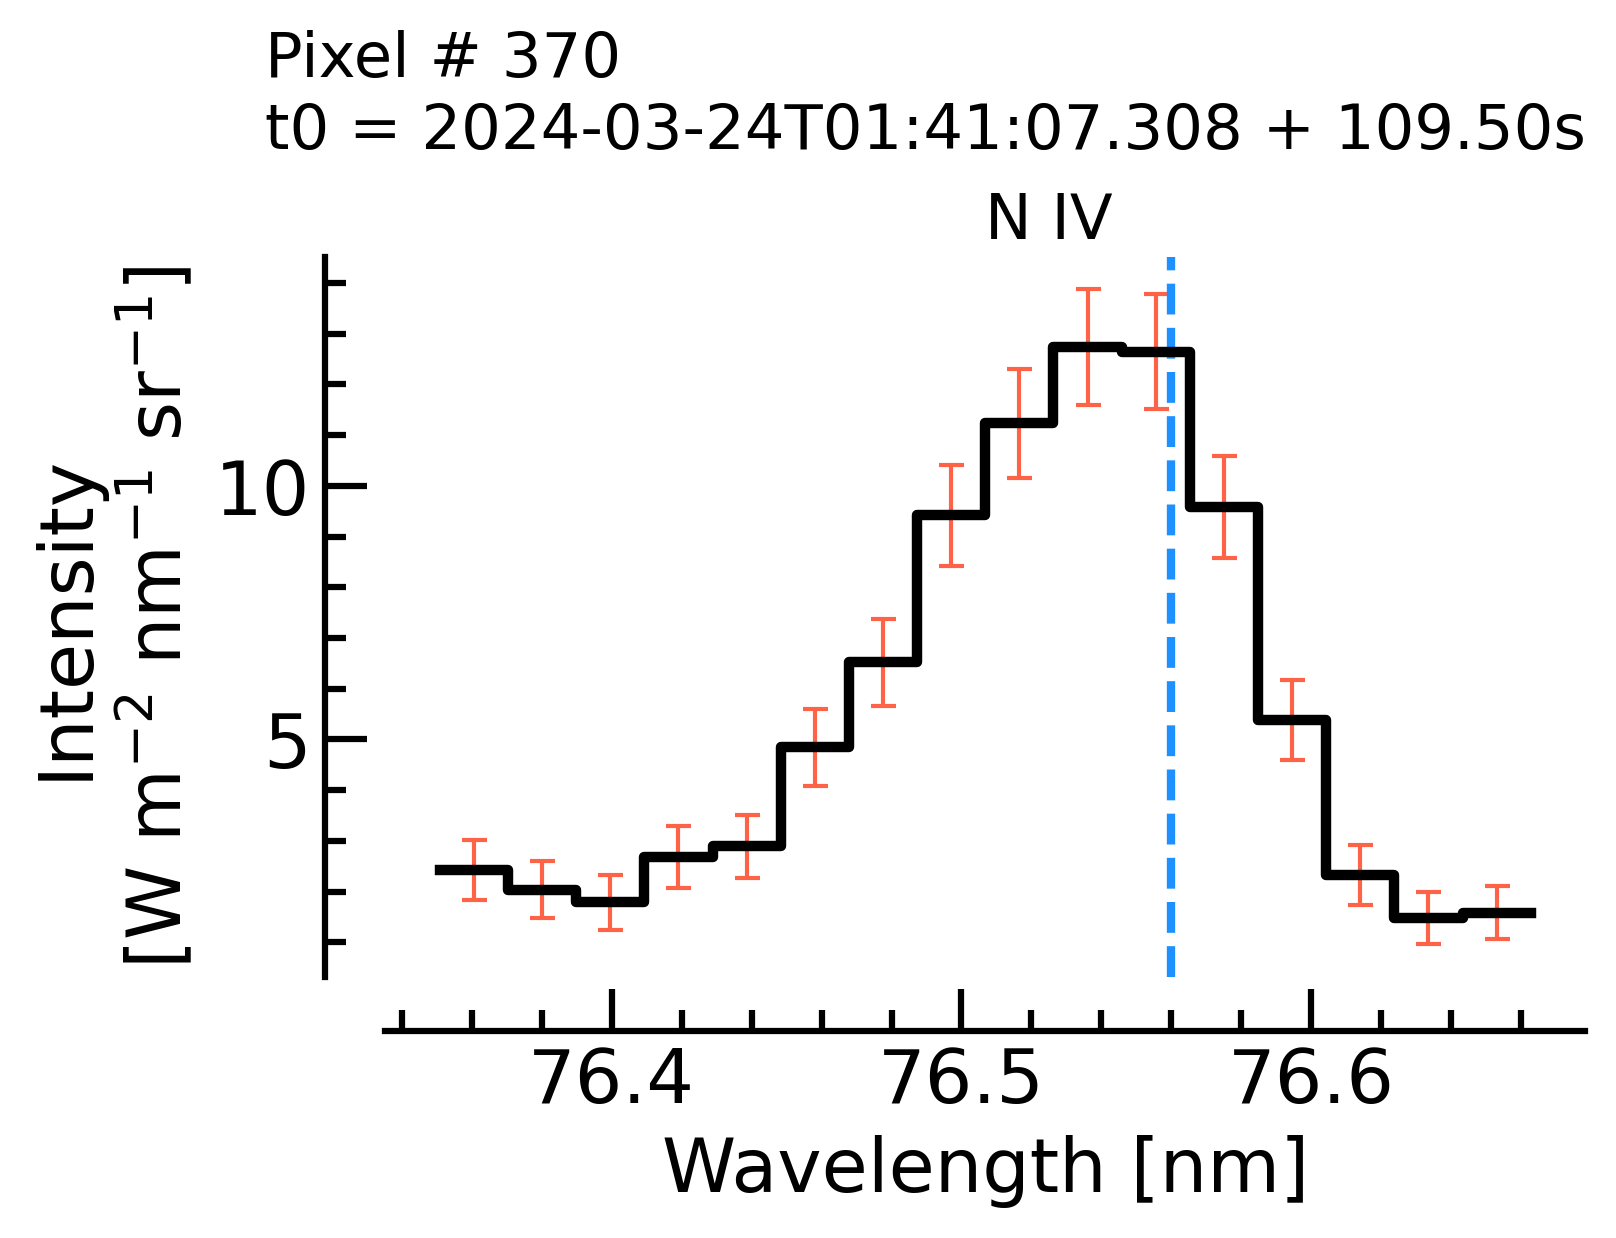 Pixel # 370
t0 = 2024-03-24T01:41:07.308 + 109.50s
N IV
Intensity
[W m⁻² nm⁻¹ sr⁻¹]
10
5
76.4 76.5 76.6
Wavelength [nm]